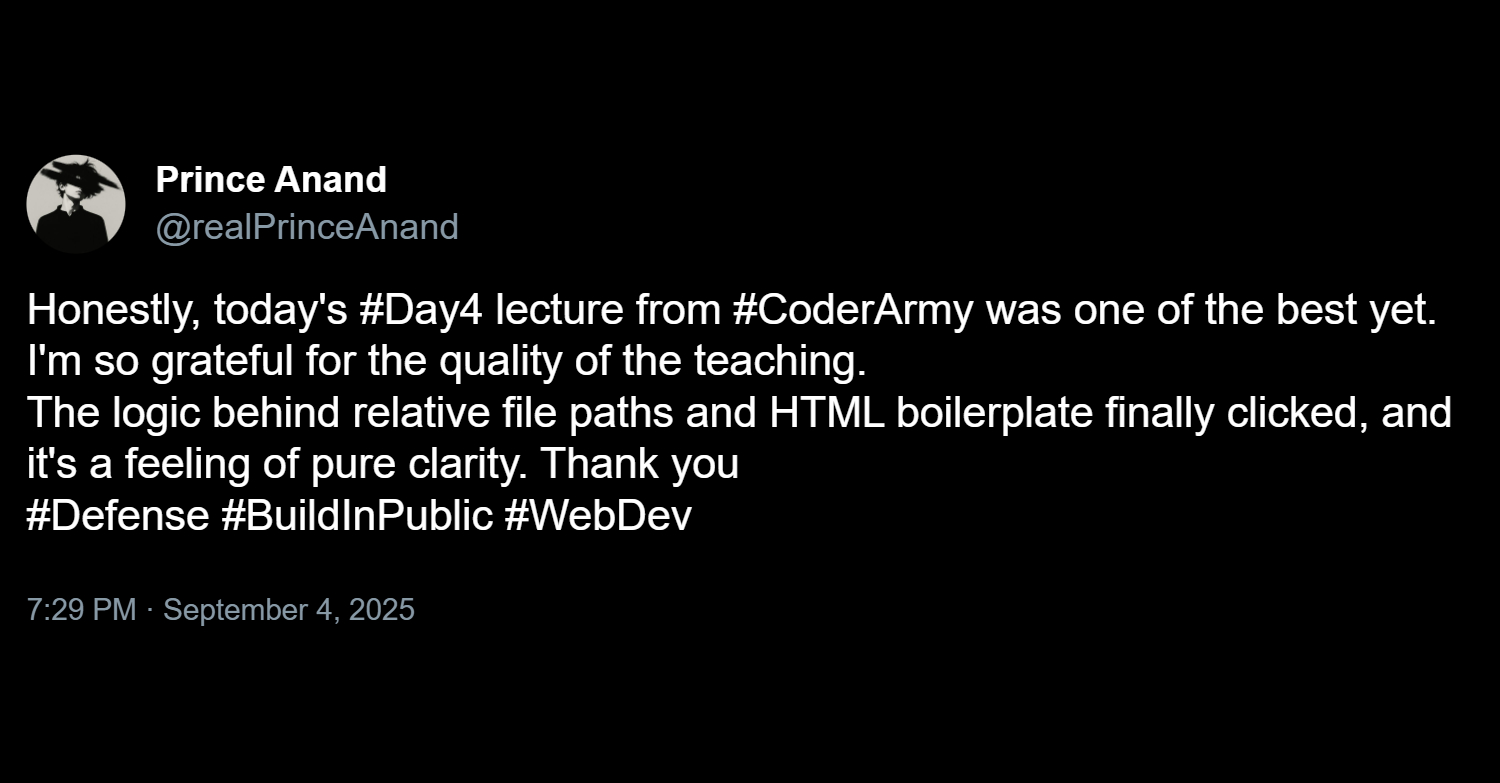 Prince Anand
@realPrinceAnand
Honestly, today's #Day4 lecture from #CoderArmy was one of the best yet.
I'm so grateful for the quality of the teaching.
The logic behind relative file paths and HTML boilerplate finally clicked, and
it's a feeling of pure clarity. Thank you
#Defense #BuildInPublic #WebDev
7:29 PM · September 4, 2025